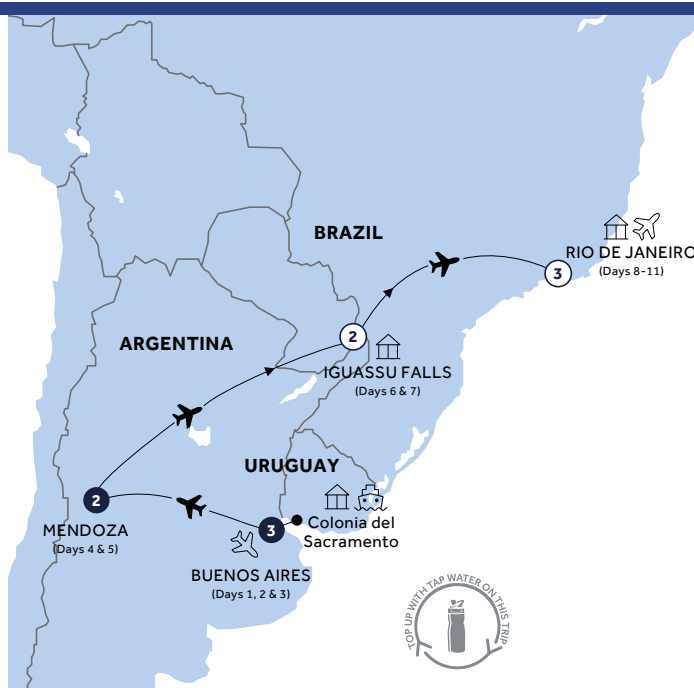 BRAZIL
RIO DE JANEIRO
(Days 8-11)
3
ARGENTINA
2
IGUASSU FALLS
(Days 6 & 7)
URUGUAY
2
MENDOZA
(Days 4 & 5)
3
Colonia del
Sacramento
BUENOS AIRES
(Days 1, 2 & 3)
TOP UP WITH TAP WATER ON THIS TRIP